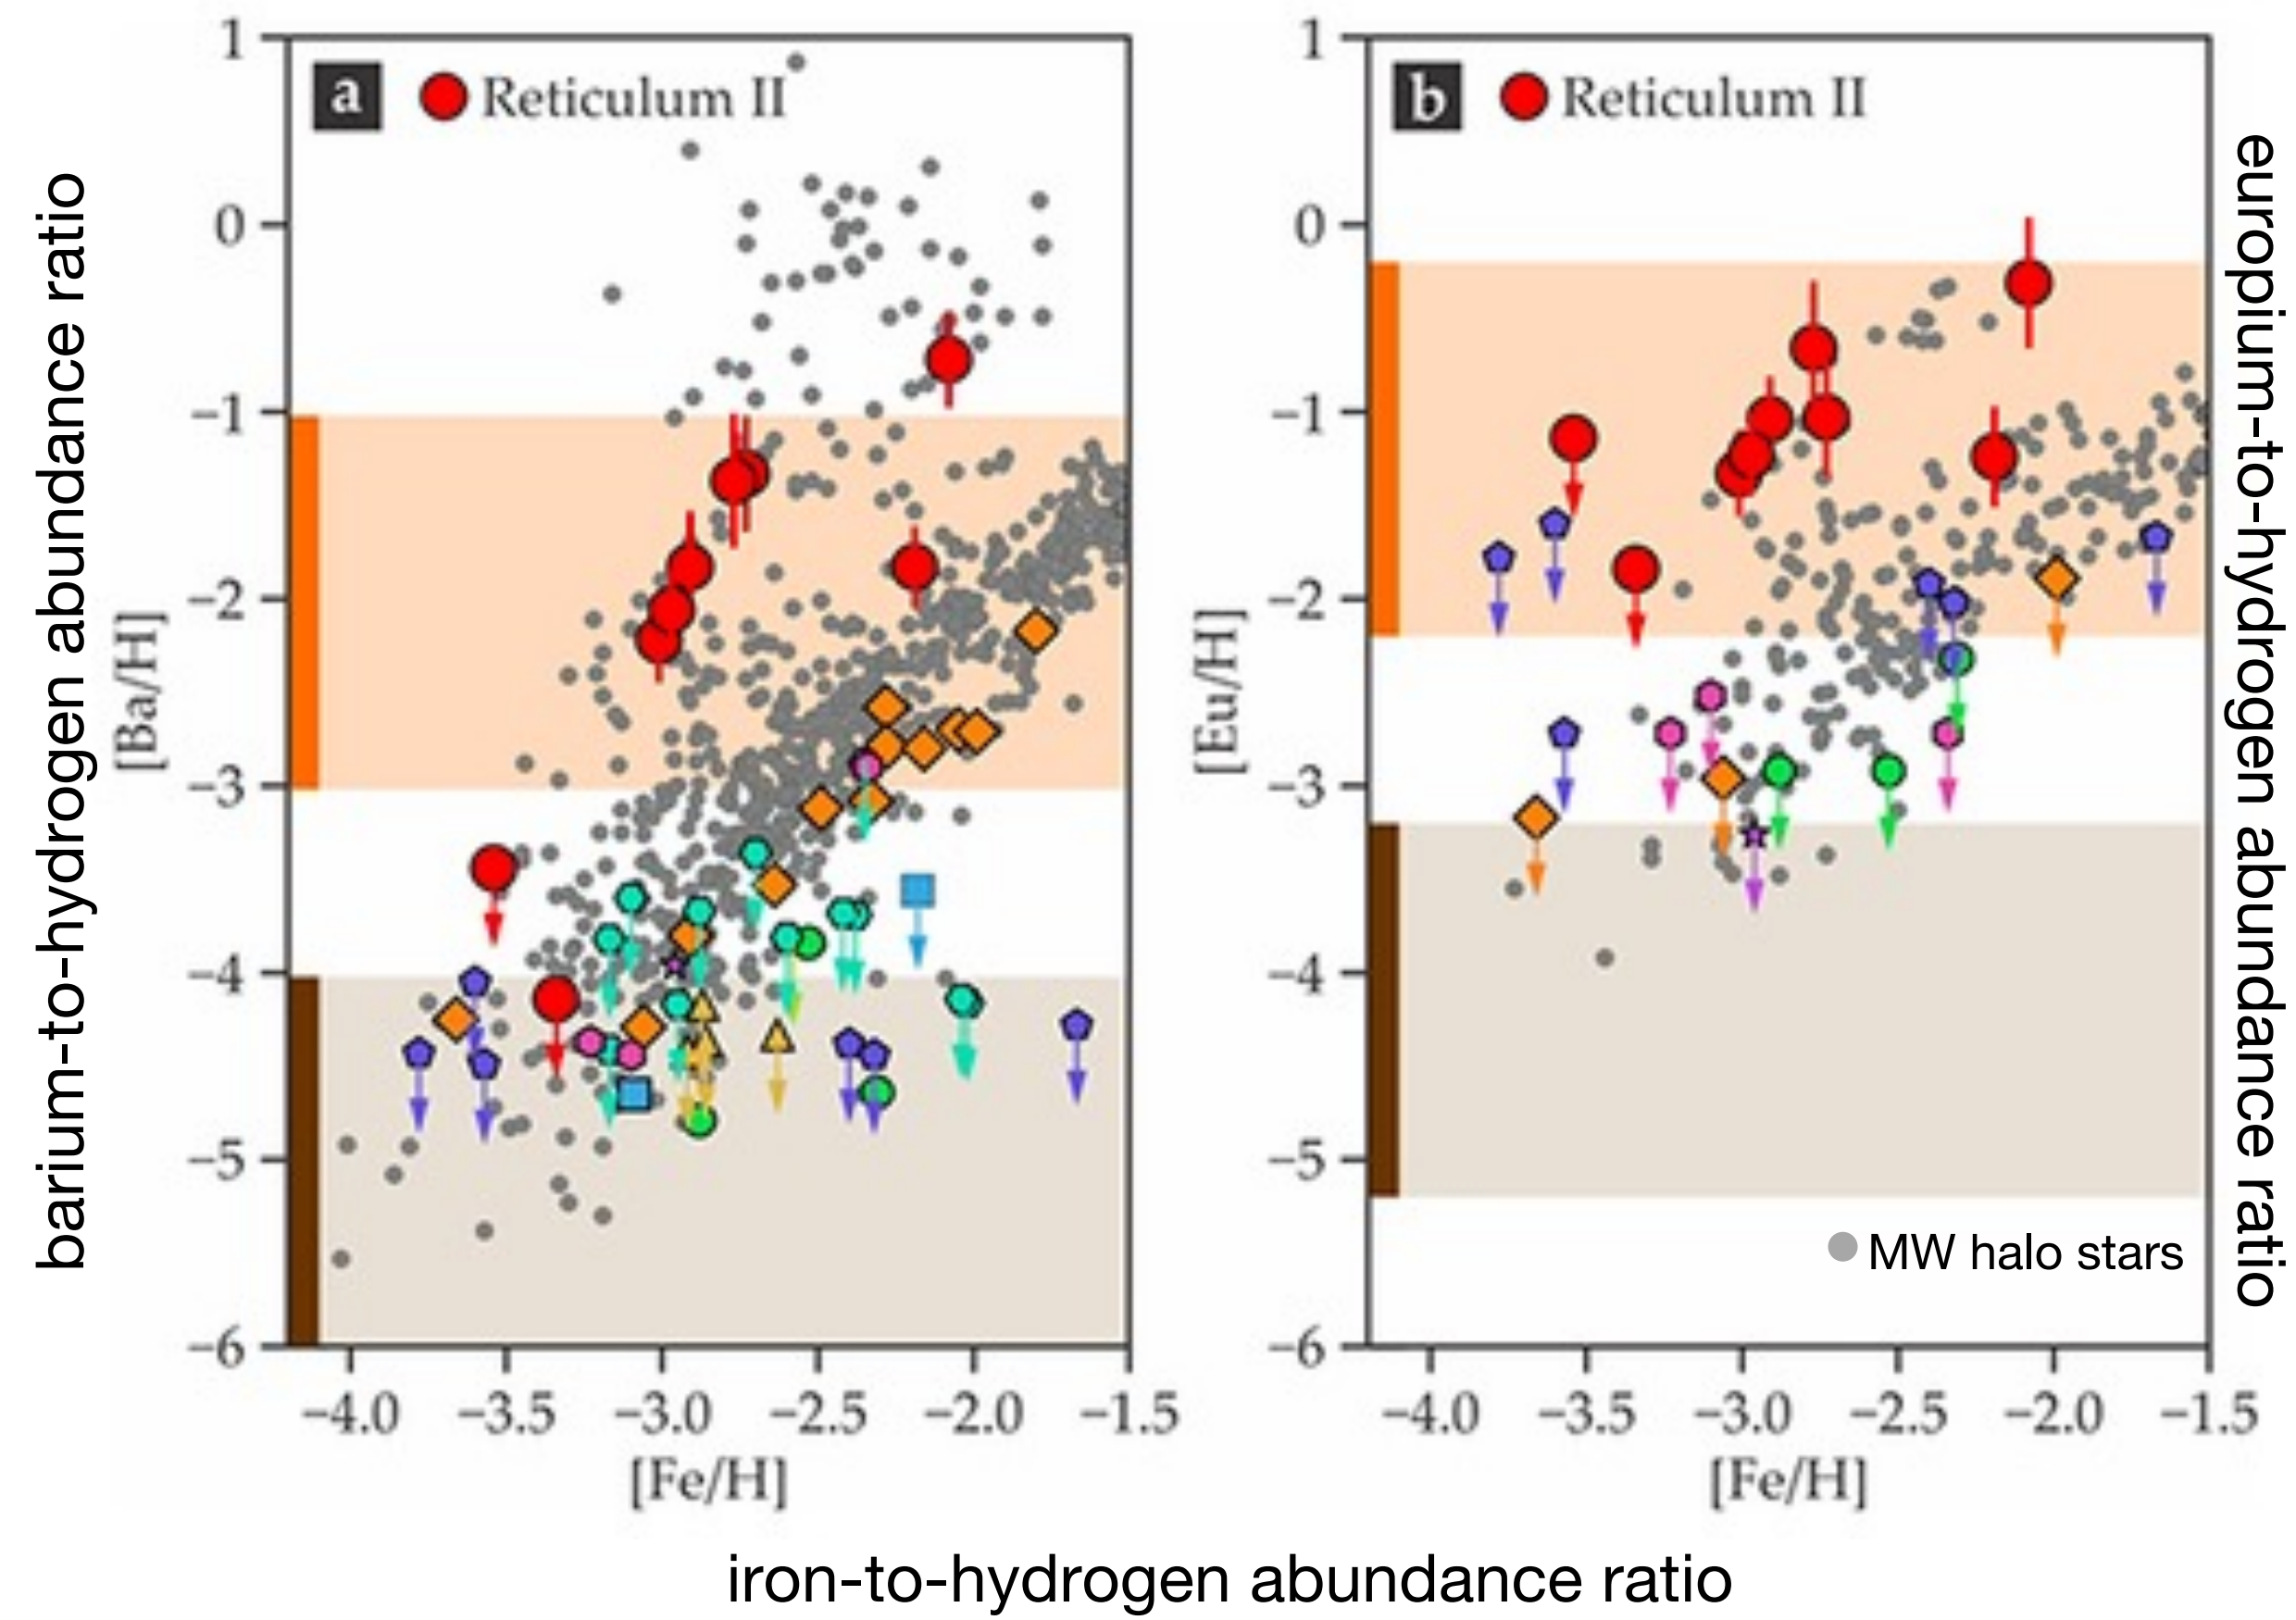 barium-to-hydrogen abundance ratio
[Ba/H]
1
0
−1
−2
−3
−4
−5
−6
a Reticulum II
−4.0 −3.5 −3.0 −2.5 −2.0 −1.5
[Fe/H]
[Eu/H]
1
0
−1
−2
−3
−4
−5
−6
b Reticulum II
MW halo stars
−4.0 −3.5 −3.0 −2.5 −2.0 −1.5
[Fe/H]
europium-to-hydrogen abundance ratio
iron-to-hydrogen abundance ratio